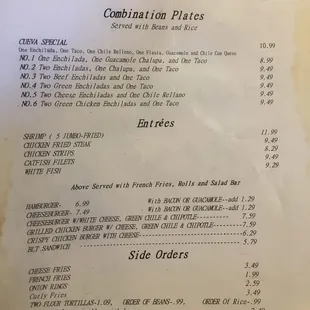 Combination Plates
Served with Beans and Rice
CUEVA SPECIAL 10.99
One Enchilada, One Taco, One Chile Relleno, One Flauta, Guacamole and Chile Con Queso
NO.1 One Enchilada, One Guacamole Chalupa, and One Taco 8.99
NO.2 Two Enchiladas, One Chalupa, and One Taco 9.49
NO.3 Two Beef Enchiladas and One Taco 9.49
NO.4 Two Green Enchiladas and One Taco 9.49
NO.5 Two Cheese Enchiladas and One Chile Relleno 9.49
NO.6 Two Green Chicken Enchiladas and One Taco 9.49
Entrées
SHRIMP ( 5 JUMBO-FRIED) 11.99
CHICKEN FRIED STEAK 9.49
CHICKEN STRIPS 9.49
CATFISH FILETS 9.29
WHITE FISH 9.49
Above Served with French Fries, Rolls and Salad Bar
HAMBURGER- 6.99 With BACON OR GUACAMOLE--add 1.29
CHEESEBURGER- 7.49 With BACON OR GUACAMOLE--add 1.29
CHEESEBURGER W/WHITE CHEESE, GREEN CHILE & CHIPOTLE---------- 7.59
GRILLED CHICKEN BURGER W/ CHEESE, GREEN CHILE & CHIPOTLE------- 7.59
CRISPY CHICKEN BURGER WITH CHEESE------------------------ 6.29
BLT SANDWICH ---------------------------------------- 5.79
Side Orders
CHEESE FRIES 3.49
FRENCH FRIES 1.99
ONION RINGS 2.59
Curly Fries 3.49
TWO FLOUR TORTILLAS-1.09, ORDER OF BEANS-.99, ORDER Of Rice-.99